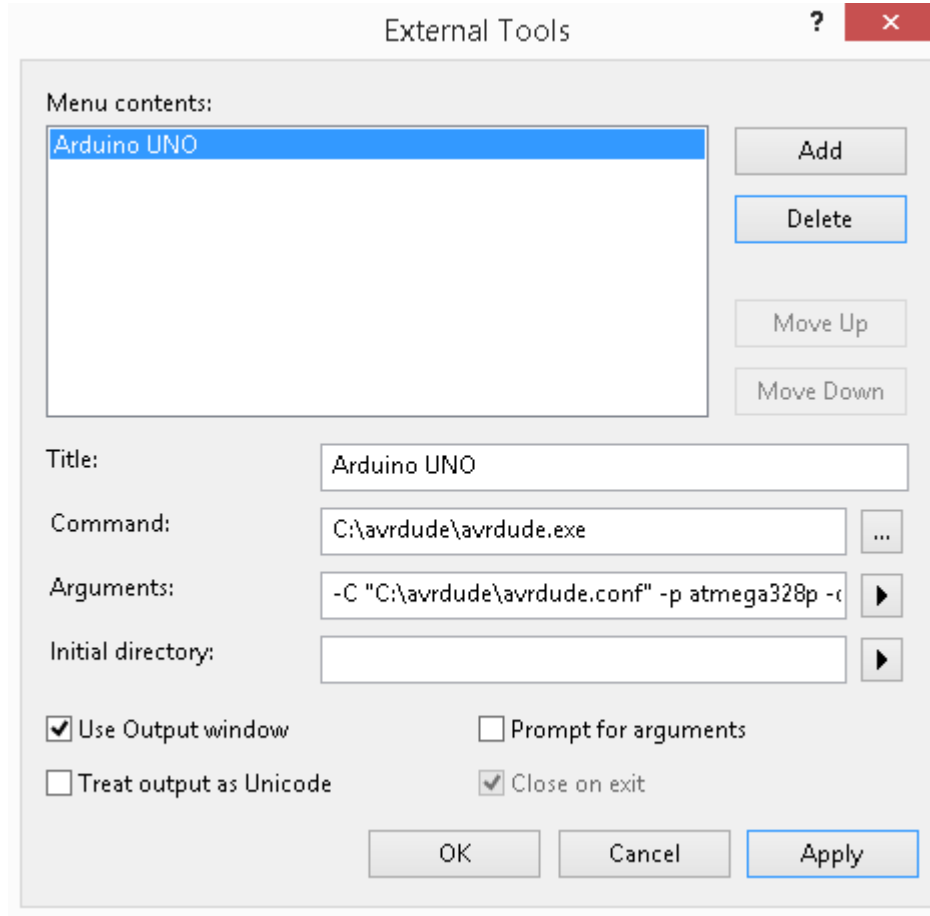 External Tools
?
×
Menu contents:
Arduino UNO
Add
Delete
Move Up
Move Down
Title:
Arduino UNO
Command:
C:\avrdude\avrdude.exe
...
Arguments:
-C "C:\avrdude\avrdude.conf" -p atmega328p -
Initial directory:
Use Output window
Prompt for arguments
Treat output as Unicode
Close on exit
OK
Cancel
Apply